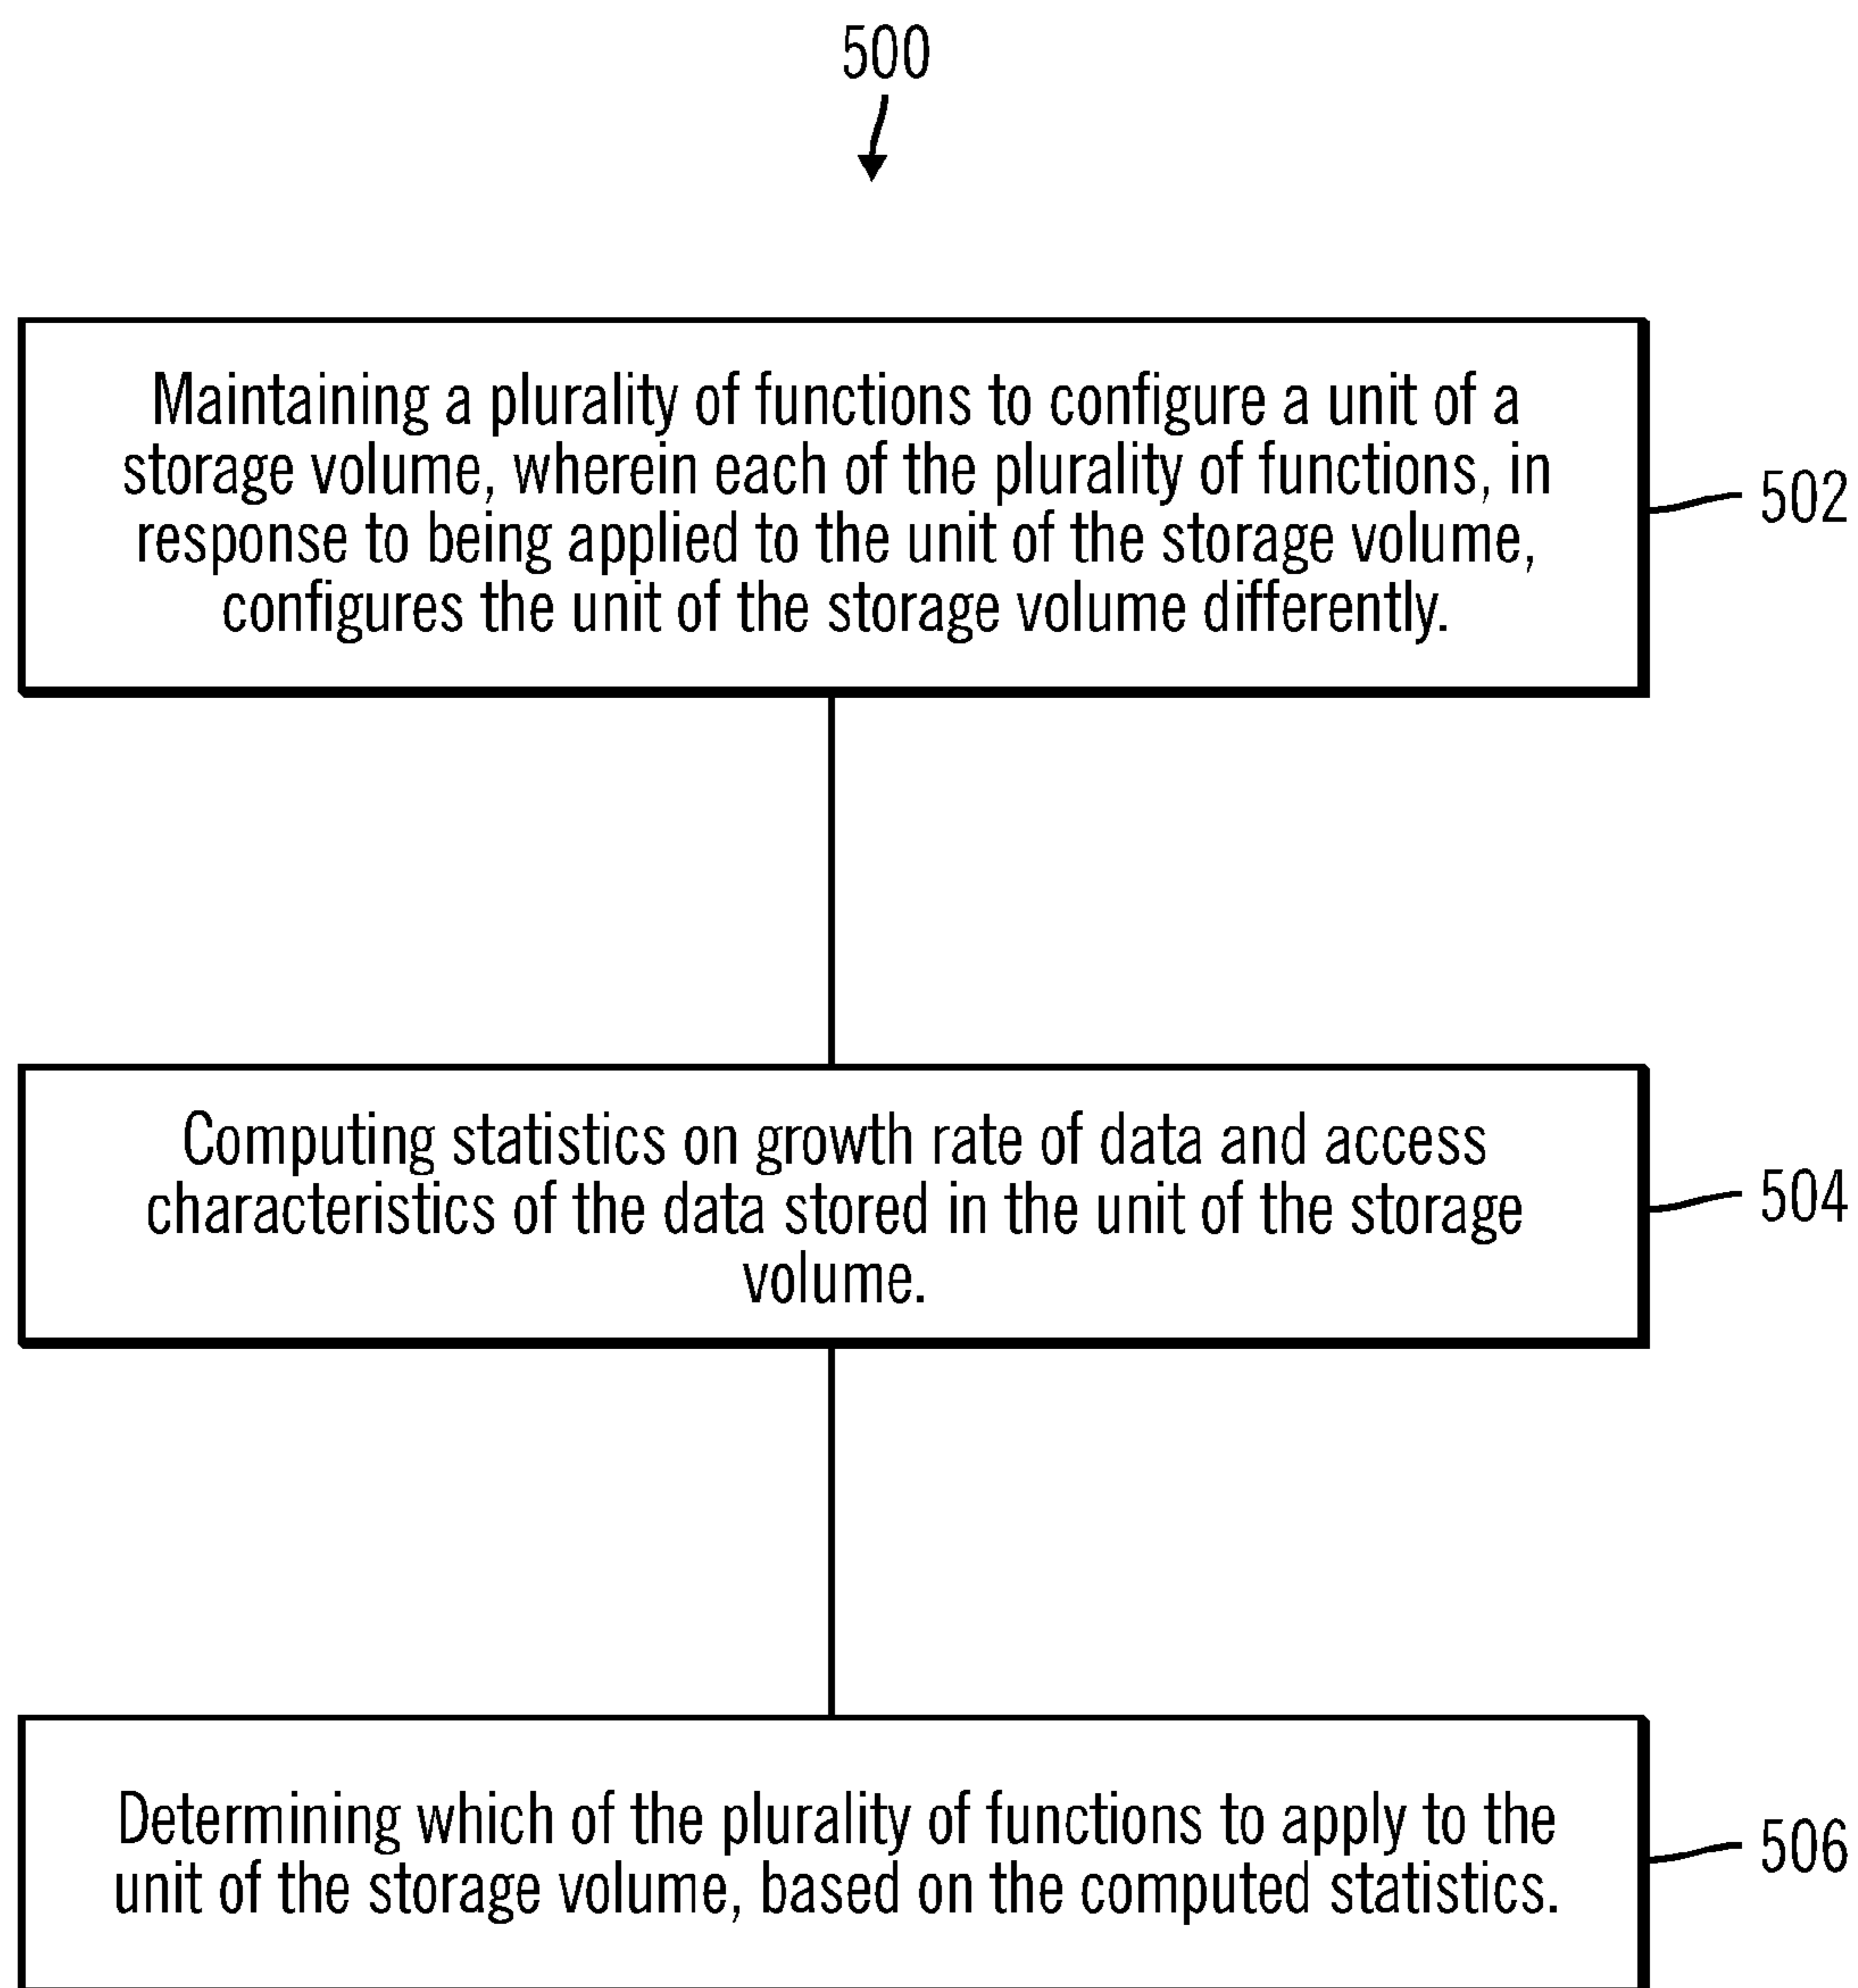 500
Maintaining a plurality of functions to configure a unit of a
storage volume, wherein each of the plurality of functions, in
response to being applied to the unit of the storage volume,
configures the unit of the storage volume differently.
502
Computing statistics on growth rate of data and access
characteristics of the data stored in the unit of the storage
volume.
504
Determining which of the plurality of functions to apply to the
unit of the storage volume, based on the computed statistics.
506